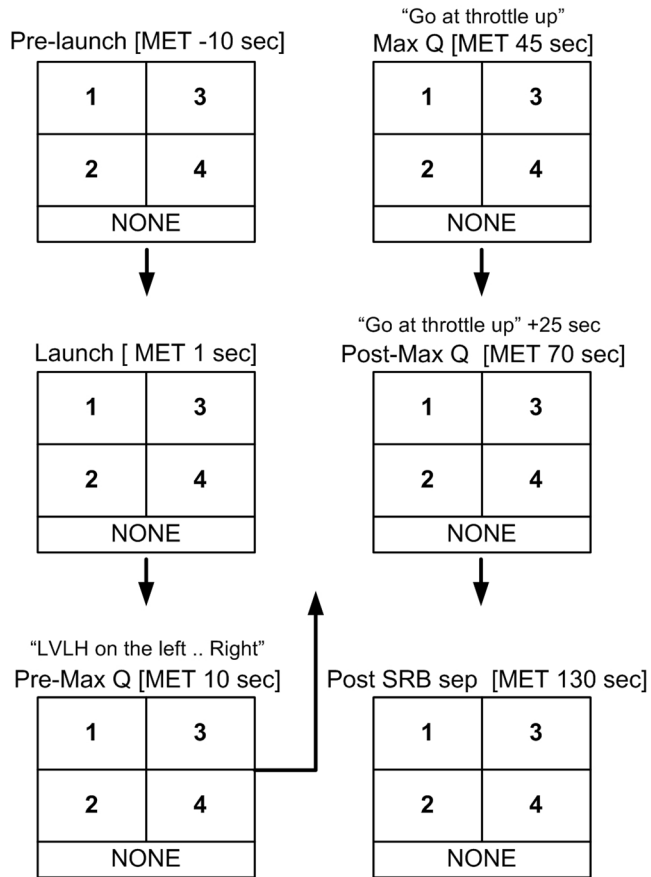 Pre-launch [MET -10 sec]
1 3
2 4
NONE
Launch [ MET 1 sec]
1 3
2 4
NONE
“LVLH on the left .. Right”
Pre-Max Q [MET 10 sec]
1 3
2 4
NONE
“Go at throttle up”
Max Q [MET 45 sec]
1 3
2 4
NONE
“Go at throttle up” +25 sec
Post-Max Q [MET 70 sec]
1 3
2 4
NONE
Post SRB sep [MET 130 sec]
1 3
2 4
NONE